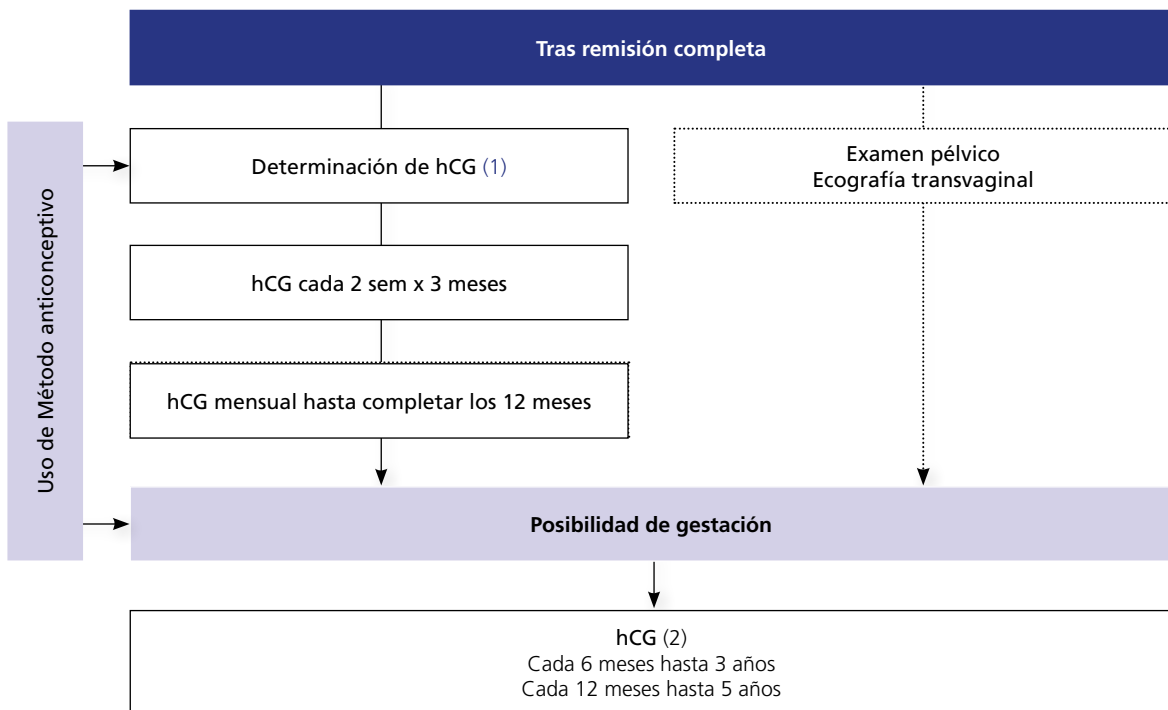 Tras remisión completa
Uso de Método anticonceptivo
Determinación de hCG (1)
Examen pélvico
Ecografía transvaginal
hCG cada 2 sem x 3 meses
hCG mensual hasta completar los 12 meses
Posibilidad de gestación
hCG (2)
Cada 6 meses hasta 3 años
Cada 12 meses hasta 5 años